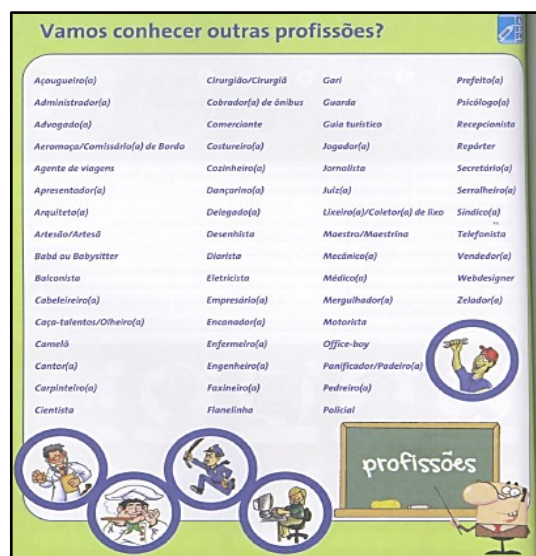 Vamos conhecer outras profissões?
Açougueiro(a)
Administrador(a)
Advogado(a)
Aeromoça/Comissário(a) de Bordo
Agente de viagens
Apresentador(a)
Arquiteto(a)
Artesão/Artesã
Babá ou Babysitter
Balconista
Cabeleireiro(a)
Caça-talentos/Olheiro(a)
Camelô
Cantor(a)
Carpinteiro(a)
Cientista
Cirurgião/Cirurgiã
Cobrador(a) de ônibus
Comerciante
Costureiro(a)
Cozinheiro(a)
Dançarino(a)
Delegado(a)
Desenhista
Diarista
Eletricista
Empresário(a)
Encanador(a)
Enfermeiro(a)
Engenheiro(a)
Faxineiro(a)
Flanelinha
Gari
Guarda
Guia turístico
Jogador(a)
Jornalista
Juiz(a)
Lixeiro(a)/Coletor(a) de lixo
Maestro/Maestrina
Mecânico(a)
Médico(a)
Mergulhador(a)
Motorista
Office-boy
Panificador/Padeiro(a)
Pedreiro(a)
Policial
Prefeito(a)
Psicólogo(a)
Recepcionista
Repórter
Secretário(a)
Serralheiro(a)
Síndico(a)
Telefonista
Vendedor(a)
Webdesigner
Zelador(a)
profissões